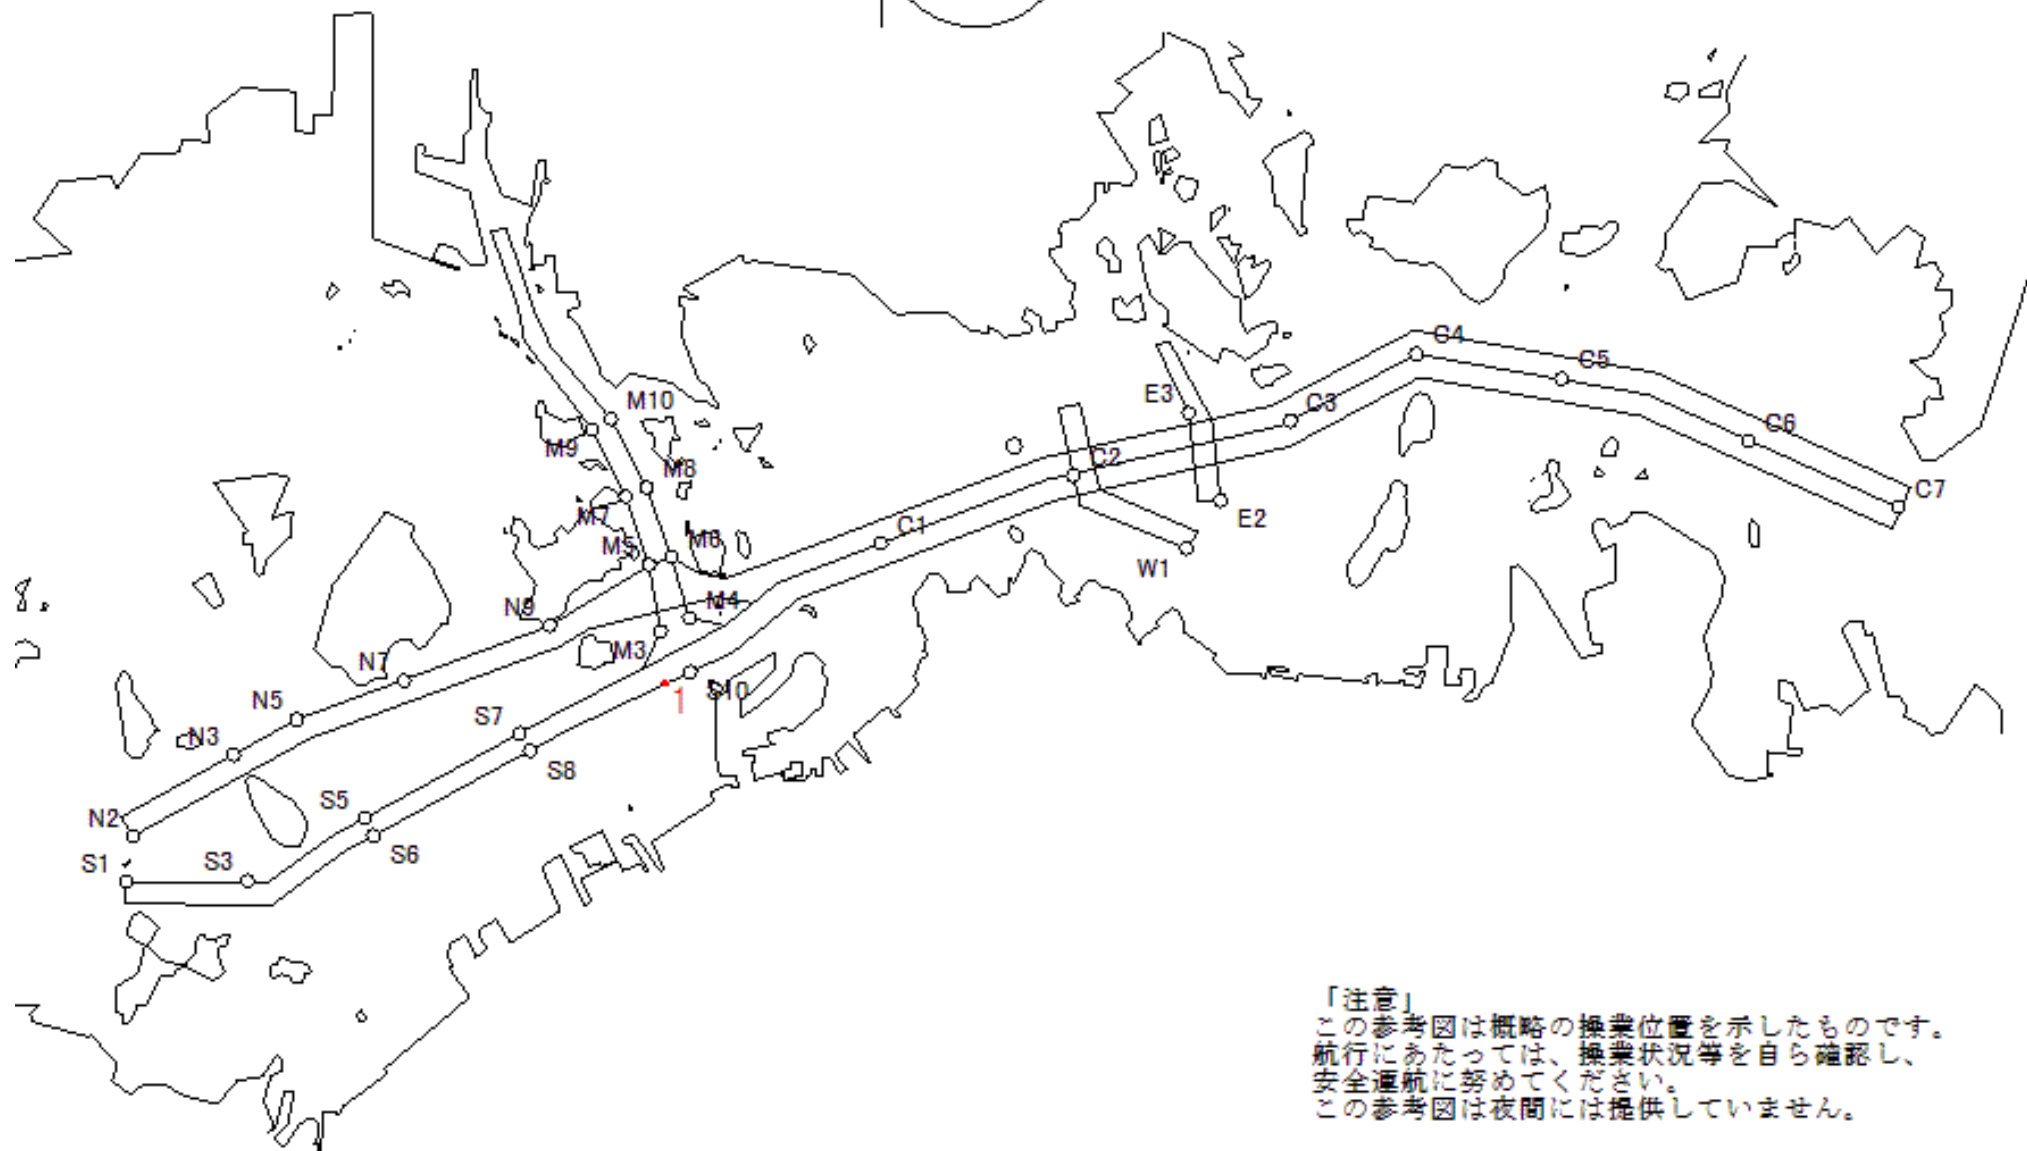 C4
C5
E3
M10
C3
C6
M9
C2
M8
C7
M7
E2
C1
M5
M6
W1
N9
M4
M3
N7
N5
S10
1
S7
N3
S8
S5
N2
S6
S1
S3
「注意」
この参考図は概略の操業位置を示したものです。
航行にあたっては、操業状況等を自ら確認し、
安全運航に努めてください。
この参考図は夜間には提供していません。